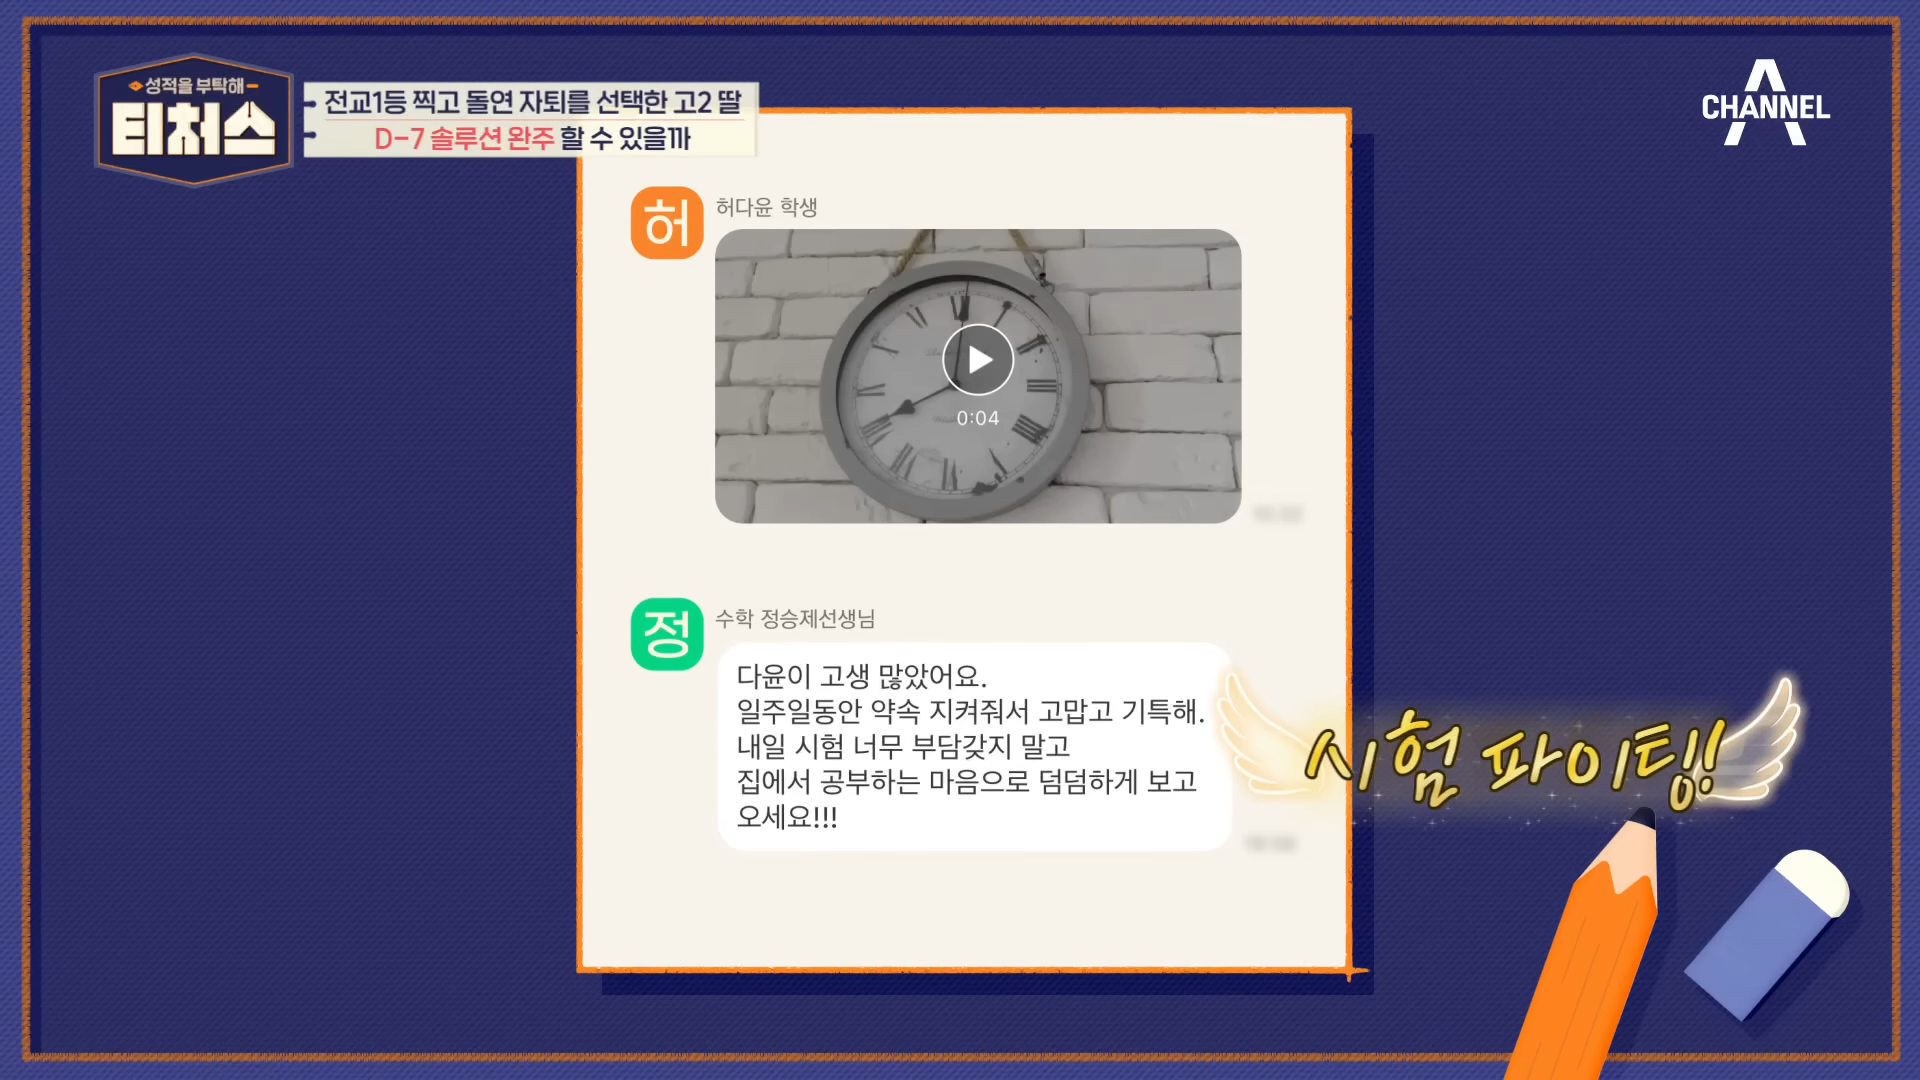 성적을 부탁해
티처스
전교1등 찍고 돌연 자퇴를 선택한 고2 딸
D-7 솔루션 완주 할 수 있을까
CHANNEL A
허
허다윤 학생
0:04
정
수학 정승제선생님
다윤이 고생 많았어요.
일주일동안 약속 지켜줘서 고맙고 기특해.
내일 시험 너무 부담갖지 말고
집에서 공부하는 마음으로 덤덤하게 보고
오세요!!!
시험 파이팅!